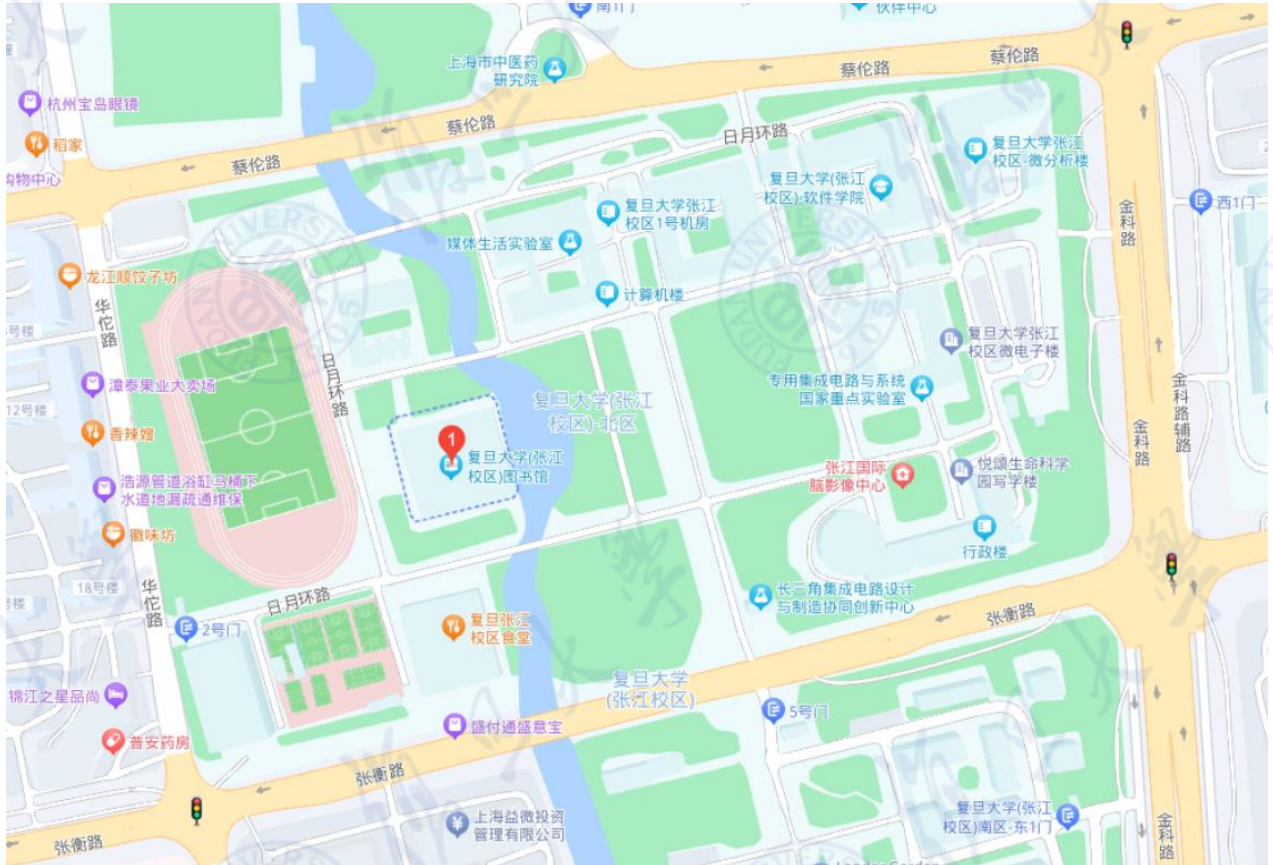 南1门
伙伴中心
上海市中医药
研究院
蔡伦路
蔡伦路
杭州宝岛眼镜
稻家
购物中心
蔡伦路
蔡伦路
日月环路
复旦大学张江
校区-微分析楼
复旦大学(张江
校区)-软件学院
西1门
金科路
复旦大学张江
校区1号机房
媒体生活实验室
龙江顺饺子坊
计算机楼
华佗路
号楼
日月环路
复旦大学张江
校区微电子楼
漳泰果业大卖场
12号楼
专用集成电路与系统
国家重点实验室
复旦大学(张江
校区)-北区
金科路辅路
金科路
香辣嫂
1
复旦大学(张江
校区)图书馆
张江国际
脑影像中心
悦颂生命科学
园写字楼
浩源管道浴缸马桶下
水道地漏疏通维保
徽味坊
行政楼
18号楼
号楼
华佗路
日月环路
长三角集成电路设计
与制造协同创新中心
张衡路
2号门
复旦张江
校区食堂
复旦大学
(张江校区)
锦江之星品尚
5号门
盛付通盛意宝
普安药房
张衡路
上海益微投资
管理有限公司
复旦大学(张江
校区)南区-东1门
金科路
张衡路